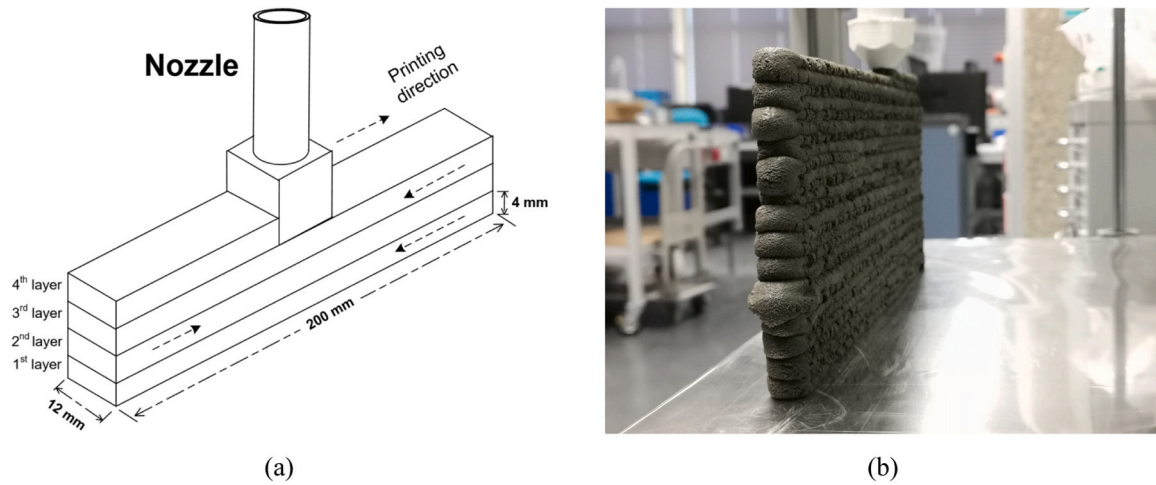 Nozzle
Printing
direction
4 mm
4th layer
3rd layer
2nd layer
1st layer
200 mm
12 mm
(a)
(b)